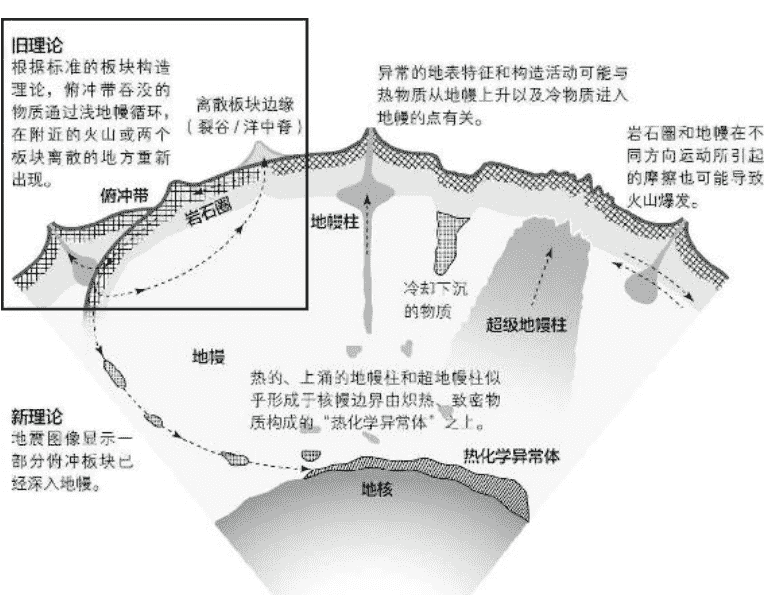 旧理论
根据标准的板块构造
理论，俯冲带吞没的
物质通过浅地幔循环，
在附近的火山或两个
板块离散的地方重新
出现。
离散板块边缘
（裂谷/洋中脊）
异常的地表特征和构造活动可能与
热物质从地幔上升以及冷物质进入
地幔的点有关。
岩石圈和地幔在不
同方向运动所引起
的摩擦也可能导致
火山爆发。
俯冲带
岩石圈
地幔柱
冷却下沉
的物质
超级地幔柱
地幔
热的、上涌的地幔柱和超地幔柱似
乎形成于核幔边界由炽热、致密物
质构成的“热化学异常体”之上。
新理论
地震图像显示一
部分俯冲板块已
经深入地幔。
热化学异常体
地核